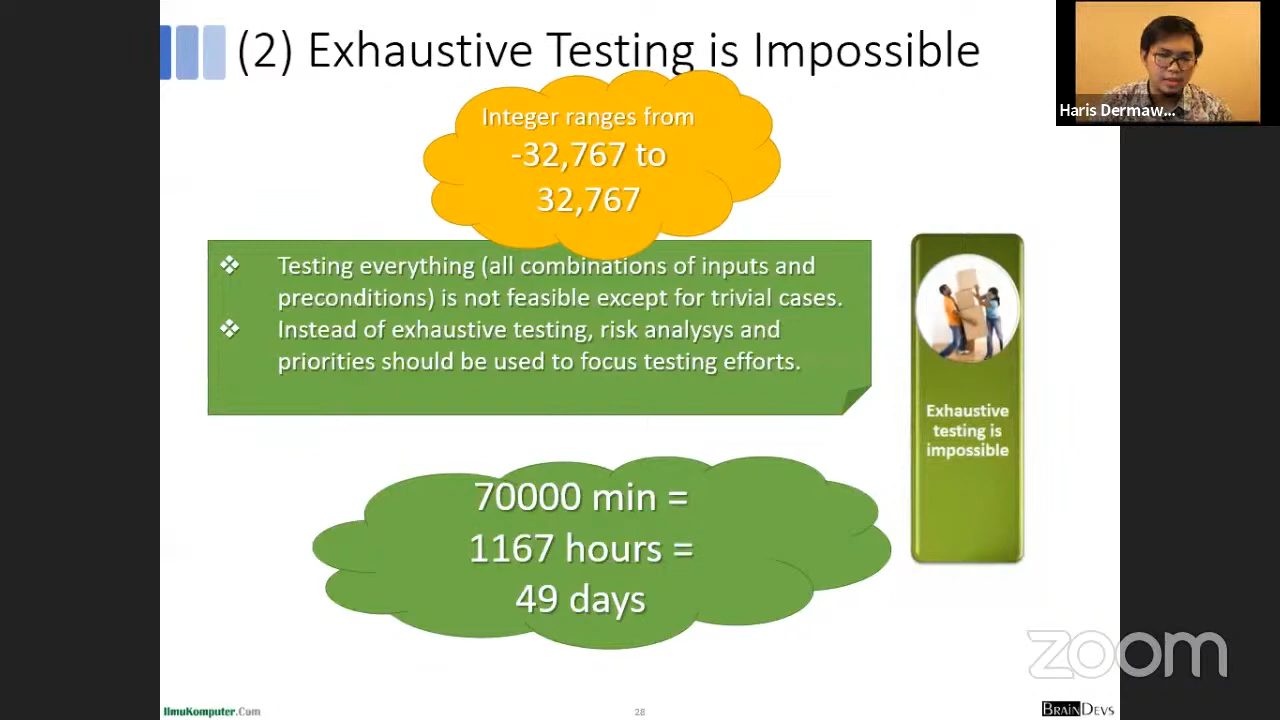 (2) Exhaustive Testing is Impossible
Haris Dermaw...
Integer ranges from
-32,767 to
32,767
❖ Testing everything (all combinations of inputs and
preconditions) is not feasible except for trivial cases.
❖ Instead of exhaustive testing, risk analysys and
priorities should be used to focus testing efforts.
Exhaustive
testing is
impossible
70000 min =
1167 hours =
49 days
zoom
IlmuKomputer.Com
28
BRAINDEVS